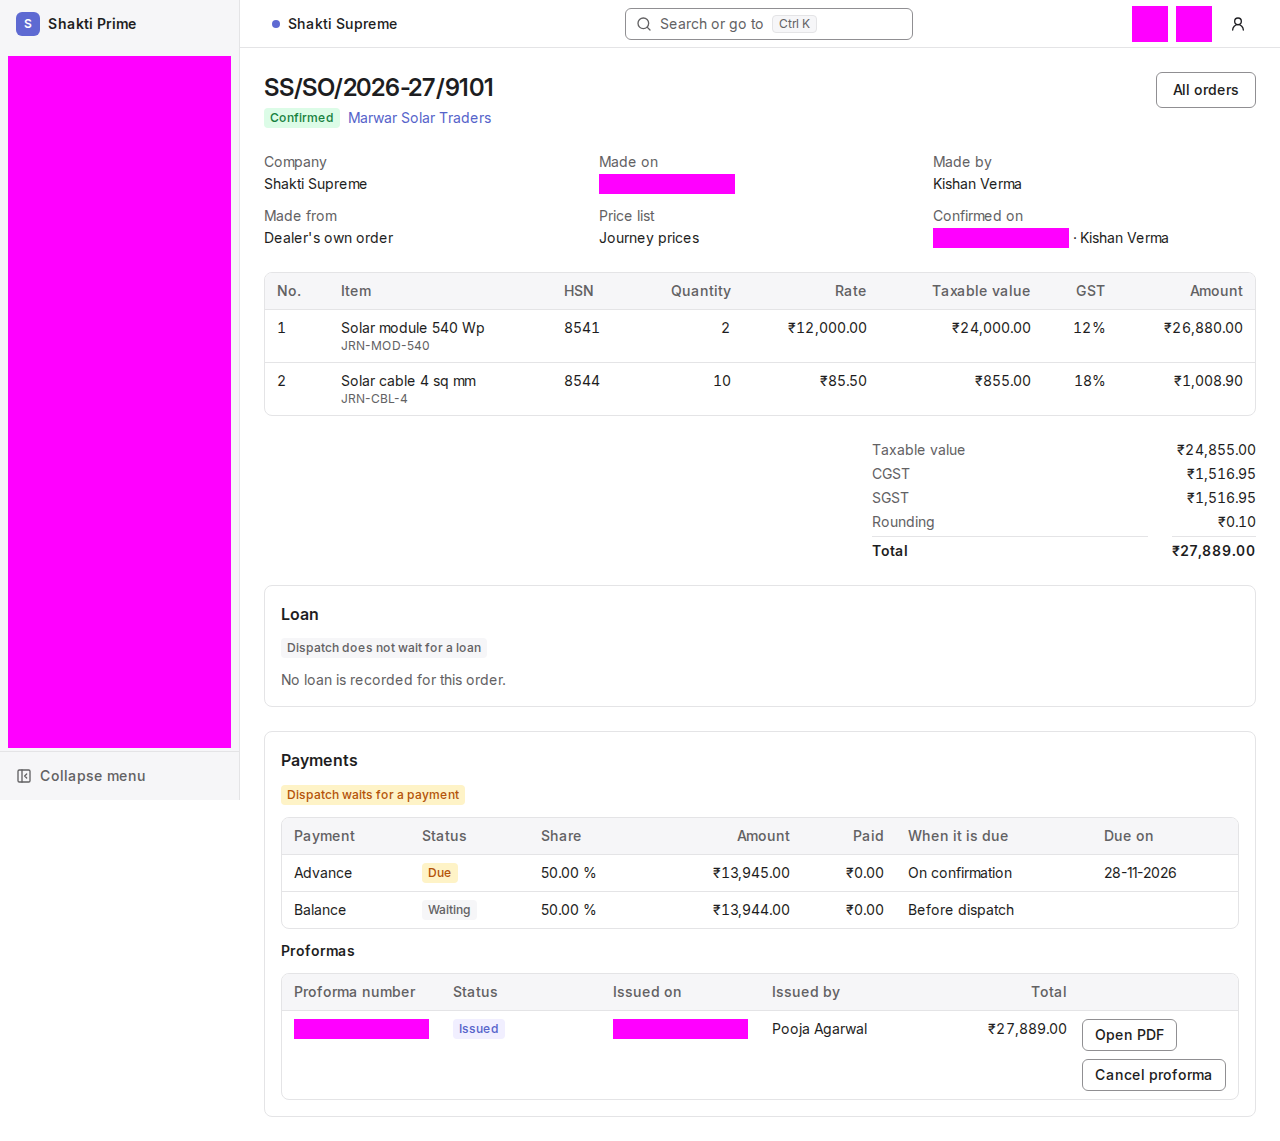 S Shakti Prime
Shakti Supreme
Search or go to Ctrl K
SS/SO/2026-27/9101
All orders
Confirmed Marwar Solar Traders
Company Made on Made by
Shakti Supreme Kishan Verma
Made from Price list Confirmed on
Dealer's own order Journey prices · Kishan Verma
No. Item HSN Quantity Rate Taxable value GST Amount
1 Solar module 540 Wp 8541 2 ₹12,000.00 ₹24,000.00 12% ₹26,880.00
JRN-MOD-540
2 Solar cable 4 sq mm 8544 10 ₹85.50 ₹855.00 18% ₹1,008.90
JRN-CBL-4
Taxable value ₹24,855.00
CGST ₹1,516.95
SGST ₹1,516.95
Rounding ₹0.10
Total ₹27,889.00
Loan
Dispatch does not wait for a loan
No loan is recorded for this order.
Payments
Dispatch waits for a payment
Payment Status Share Amount Paid When it is due Due on
Advance Due 50.00 % ₹13,945.00 ₹0.00 On confirmation 28-11-2026
Balance Waiting 50.00 % ₹13,944.00 ₹0.00 Before dispatch
Proformas
Proforma number Status Issued on Issued by Total
Issued Pooja Agarwal ₹27,889.00 Open PDF
Cancel proforma
Collapse menu